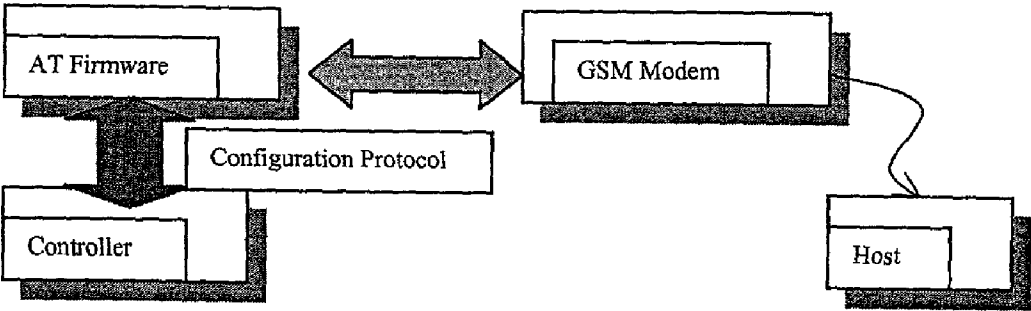 AT Firmware
GSM Modem
Configuration Protocol
Controller
Host